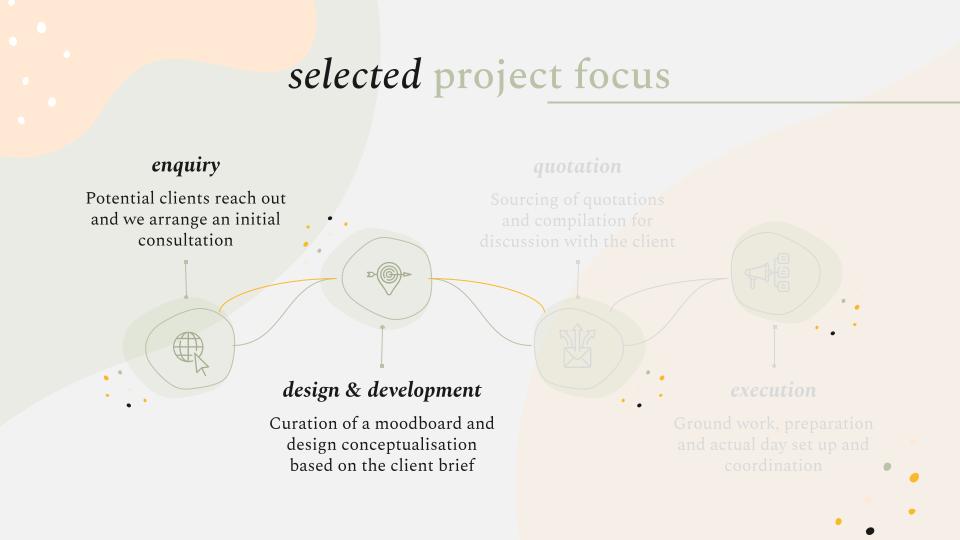 selected project focus
enquiry
Potential clients reach out
and we arrange an initial
consultation
design & development
Curation of a moodboard and
design conceptualisation
based on the client brief
quotation
Sourcing of quotations
and compilation for
discussion with the client
execution
Ground work, preparation
and actual day set up and
coordination